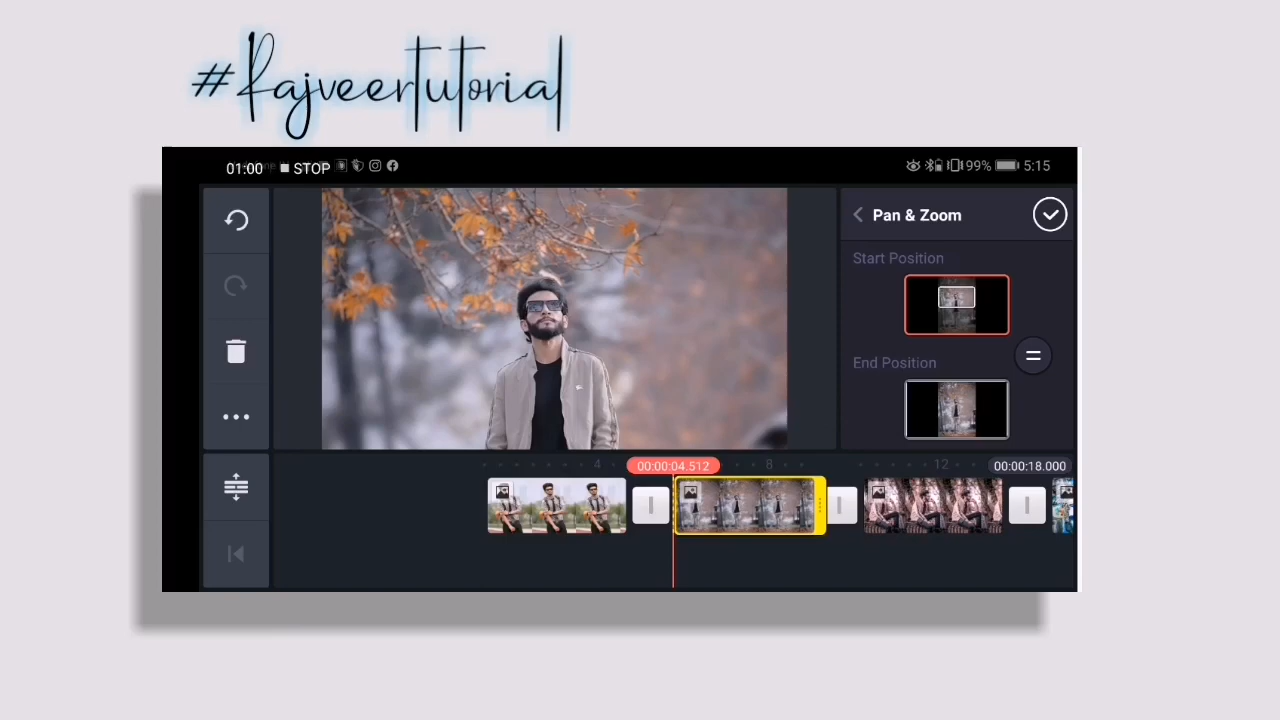 #Rajveertutorial
01:00 STOP 99% 5:15
Pan & Zoom
Start Position
End Position
4 00:00:04.512 8 12 00:00:18.000